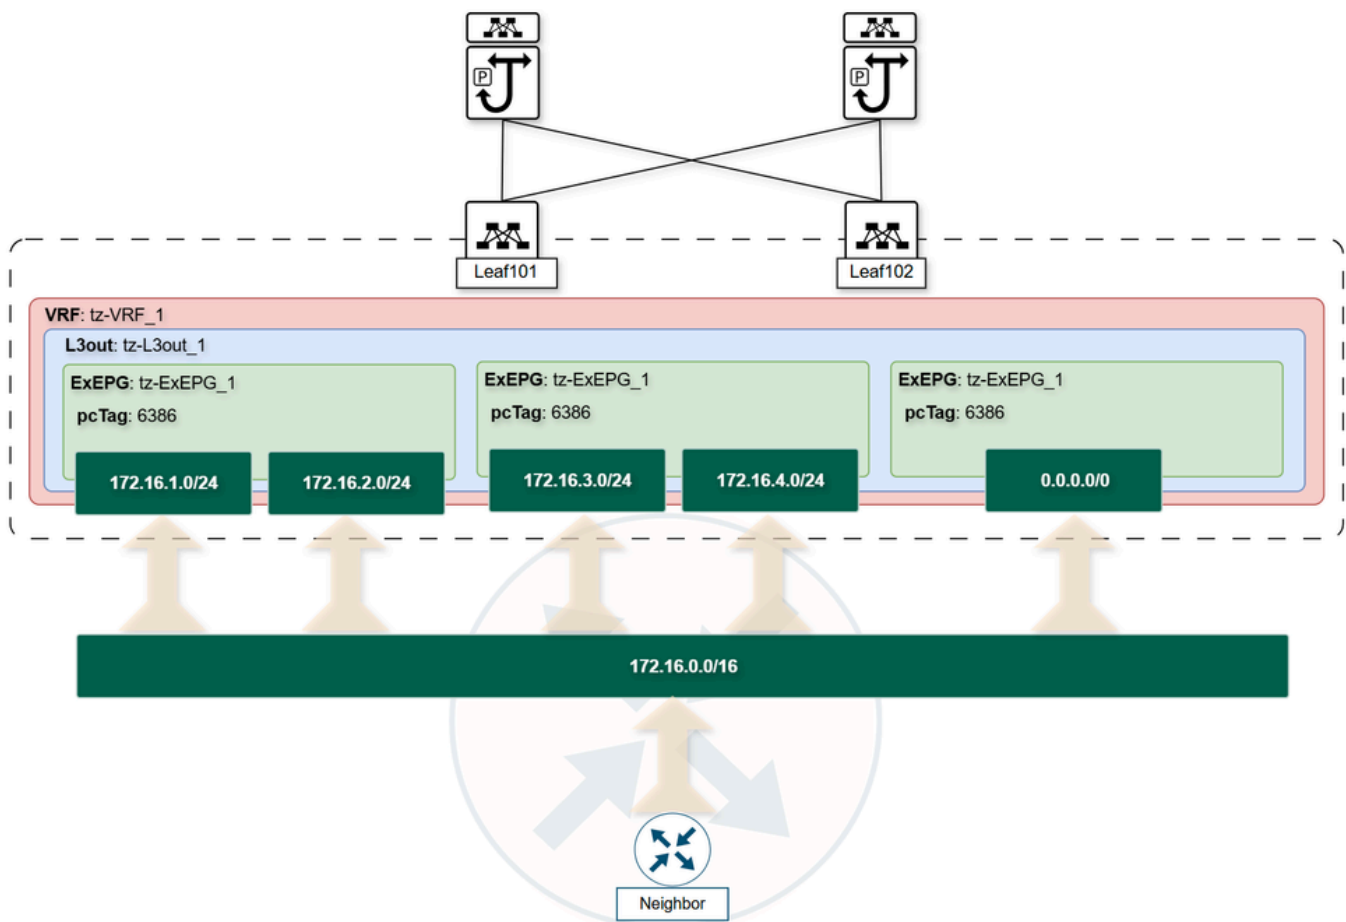 P
P
Leaf101
Leaf102
VRF: tz-VRF_1
L3out: tz-L3out_1
ExEPG: tz-ExEPG_1
pcTag: 6386
172.16.1.0/24
172.16.2.0/24
ExEPG: tz-ExEPG_1
pcTag: 6386
172.16.3.0/24
172.16.4.0/24
ExEPG: tz-ExEPG_1
pcTag: 6386
0.0.0.0/0
172.16.0.0/16
Neighbor